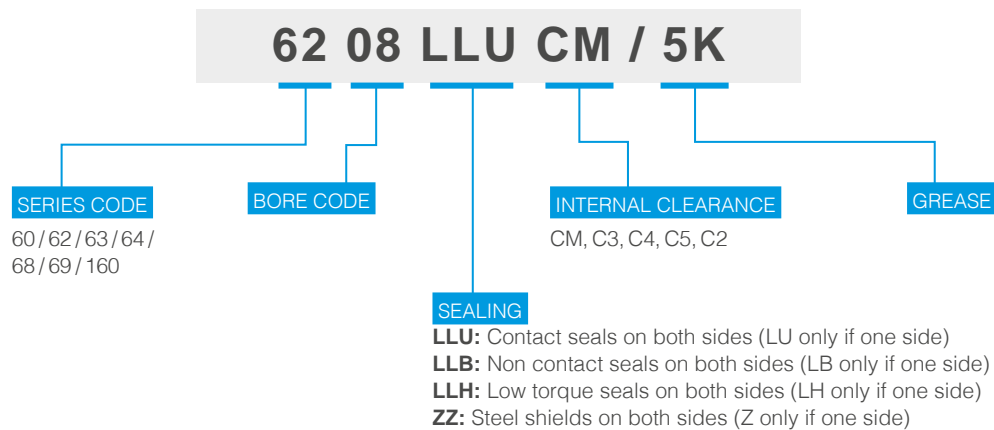 62 08 LLU CM / 5K
SERIES CODE
60 / 62 / 63 / 64 /
68 / 69 / 160
BORE CODE
INTERNAL CLEARANCE
CM, C3, C4, C5, C2
GREASE
SEALING
LLU: Contact seals on both sides (LU only if one side)
LLB: Non contact seals on both sides (LB only if one side)
LLH: Low torque seals on both sides (LH only if one side)
ZZ: Steel shields on both sides (Z only if one side)